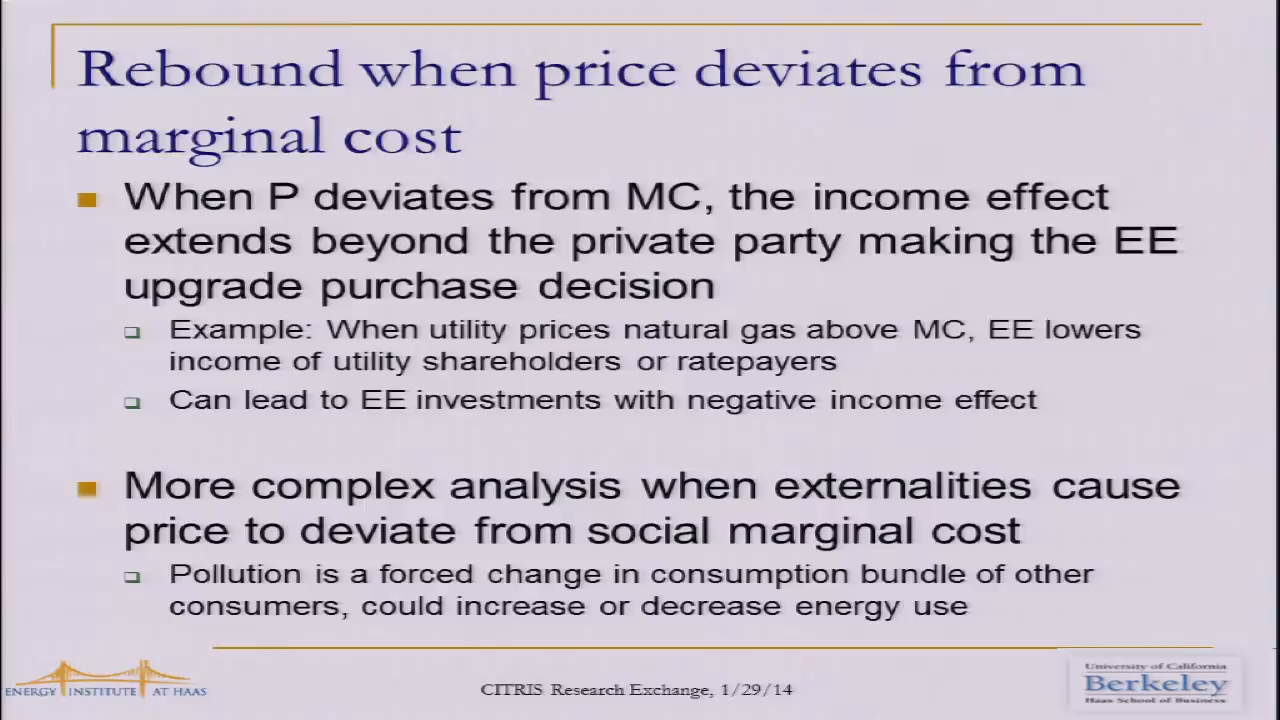 Rebound when price deviates from
marginal cost
When P deviates from MC, the income effect
extends beyond the private party making the EE
upgrade purchase decision
Example: When utility prices natural gas above MC, EE lowers
income of utility shareholders or ratepayers
Can lead to EE investments with negative income effect
More complex analysis when externalities cause
price to deviate from social marginal cost
Pollution is a forced change in consumption bundle of other
consumers, could increase or decrease energy use
ENERGY INSTITUTE AT HAAS
CITRIS Research Exchange, 1/29/14
University of California
Berkeley
Haas School of Business